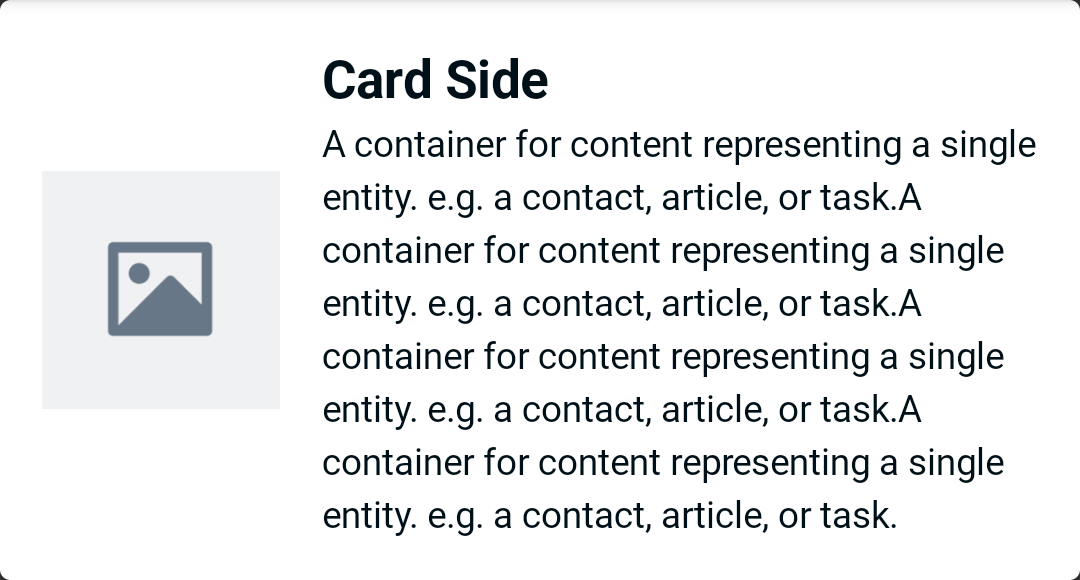 Card Side
A container for content representing a single
entity. e.g. a contact, article, or task.A
container for content representing a single
entity. e.g. a contact, article, or task.A
container for content representing a single
entity. e.g. a contact, article, or task.A
container for content representing a single
entity. e.g. a contact, article, or task.